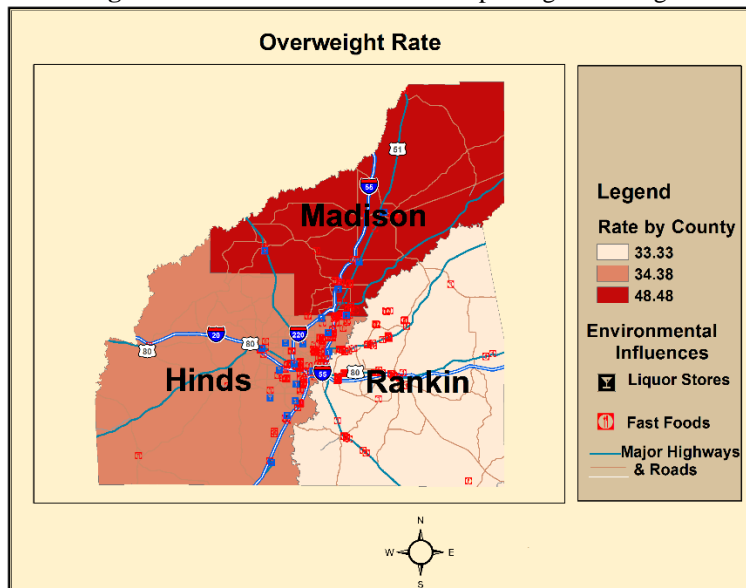 Overweight Rate
51
55
Madison
20
220
80
80
Hinds
55
80
Rankin
Legend
Rate by County
33.33
34.38
48.48
Environmental
Influences
Liquor Stores
Fast Foods
Major Highways
& Roads
N
W
E
S